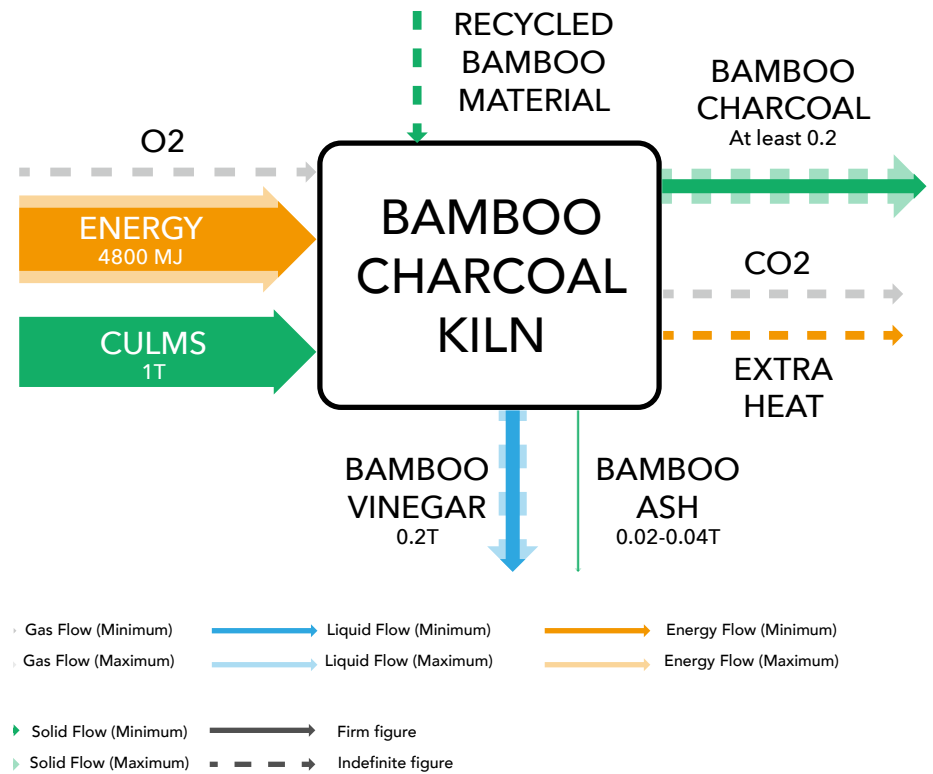 RECYCLED
BAMBOO
MATERIAL
BAMBOO
CHARCOAL
At least 0.2
O2
ENERGY
4800 MJ
BAMBOO
CHARCOAL
KILN
CO2
CULMS
1T
EXTRA
HEAT
BAMBOO
VINEGAR
0.2T
BAMBOO
ASH
0.02-0.04T
Gas Flow (Minimum)
Liquid Flow (Minimum)
Energy Flow (Minimum)
Gas Flow (Maximum)
Liquid Flow (Maximum)
Energy Flow (Maximum)
Solid Flow (Minimum)
Firm figure
Solid Flow (Maximum)
Indefinite figure